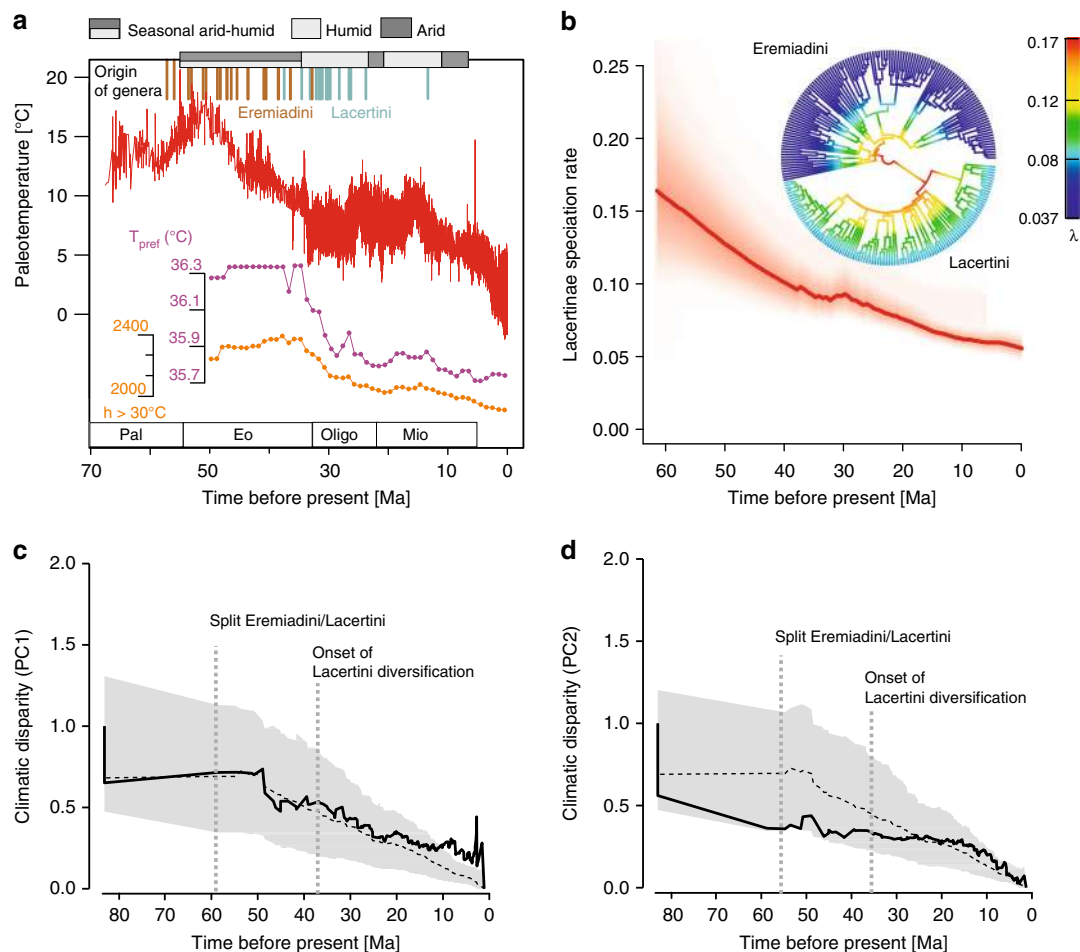 a
Seasonal arid-humid
Humid
Arid
Origin
of genera
Eremiadini
Lacertini
Paleotemperature [°C]
20
15
10
5
0
Tpref (°C)
36.3
36.1
35.9
35.7
2400
2000
h > 30°C
Pal
Eo
Oligo
Mio
70
50
30
10
0
Time before present [Ma]
b
Eremiadini
Lacertini
0.17
0.12
0.08
0.037
λ
Lacertinae speciation rate
0.25
0.20
0.15
0.10
0.05
0.00
60
50
40
30
20
10
0
Time before present [Ma]
c
Climatic disparity (PC1)
2.0
1.5
1.0
0.5
0.0
Split Eremiadini/Lacertini
Onset of
Lacertini diversification
80
70
60
50
40
30
20
10
0
Time before present [Ma]
d
Climatic disparity (PC2)
2.0
1.5
1.0
0.5
0.0
Split Eremiadini/Lacertini
Onset of
Lacertini diversification
80
70
60
50
40
30
20
10
0
Time before present [Ma]